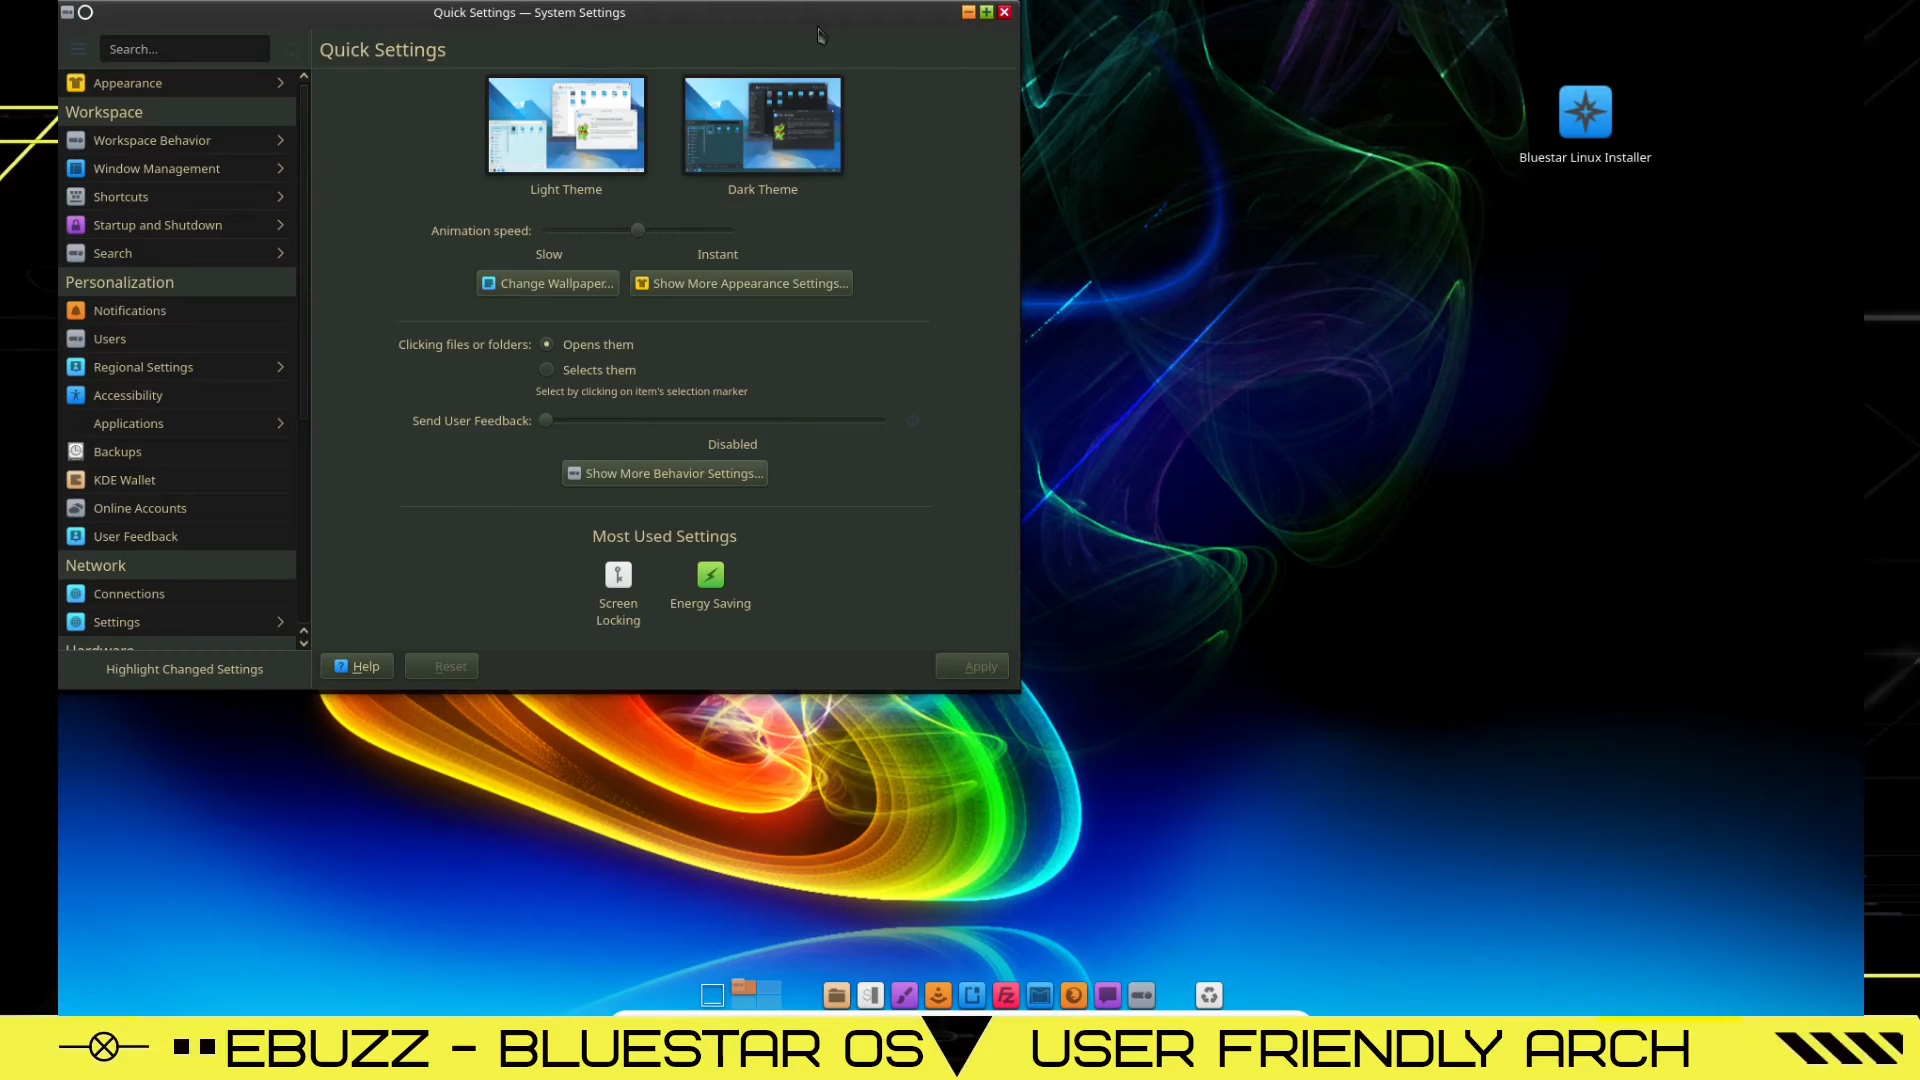 Quick Settings — System Settings
Search...
Quick Settings
Appearance
Workspace
Workspace Behavior
Window Management
Shortcuts
Startup and Shutdown
Search
Personalization
Notifications
Users
Regional Settings
Accessibility
Applications
Backups
KDE Wallet
Online Accounts
User Feedback
Network
Connections
Settings
Hardware
Highlight Changed Settings
Light Theme
Dark Theme
Animation speed:
Slow
Instant
Change Wallpaper...
Show More Appearance Settings...
Clicking files or folders:
Opens them
Selects them
Select by clicking on item's selection marker
Send User Feedback:
Disabled
Show More Behavior Settings...
Most Used Settings
Screen
Locking
Energy Saving
Help
Reset
Apply
Bluestar Linux Installer
Fz
EBUZZ - BLUESTAR OS
USER FRIENDLY ARCH